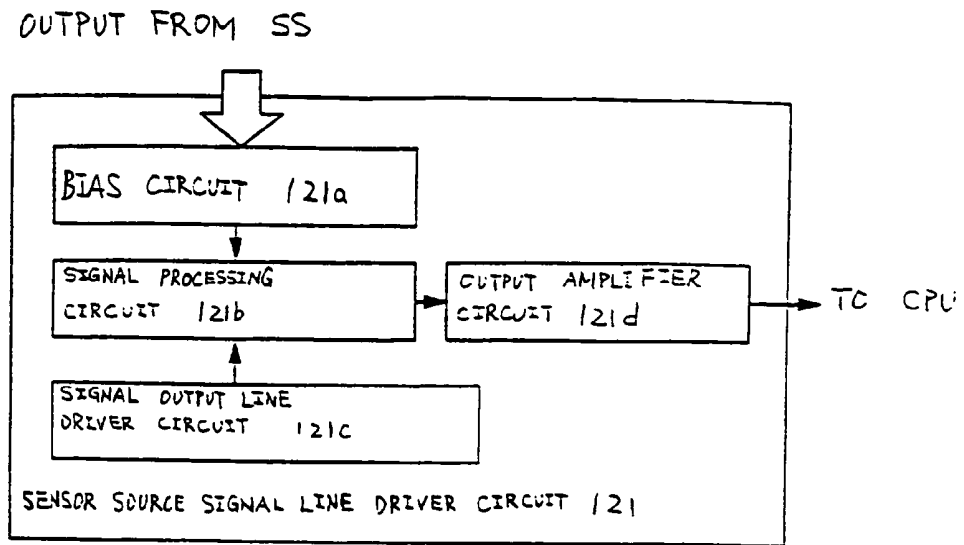 OUTPUT FROM SS
BIAS CIRCUIT 121a
SIGNAL PROCESSING
CIRCUIT 121b
OUTPUT AMPLIFIER
CIRCUIT 121d
TO CPU
SIGNAL OUTPUT LINE
DRIVER CIRCUIT 121c
SENSOR SOURCE SIGNAL LINE DRIVER CIRCUIT 121